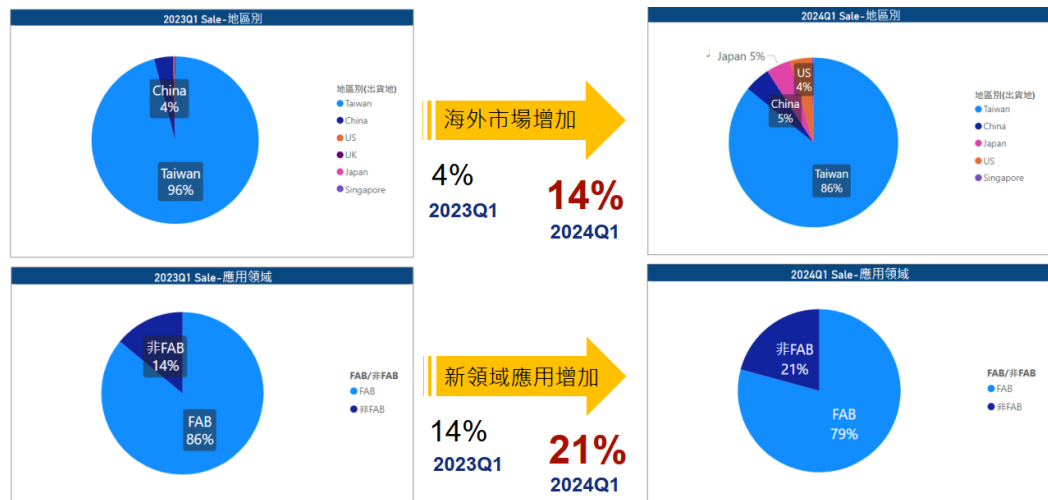 2023Q1 Sale-地區別
China
4%
Taiwan
96%
地區別(出貨地)
Taiwan
China
US
UK
Japan
Singapore
海外市場增加
4%
2023Q1
14%
2024Q1
2024Q1 Sale-地區別
Japan 5%
US
4%
China
5%
Taiwan
86%
地區別(出貨地)
Taiwan
China
Japan
US
Singapore
2023Q1 Sale-應用領域
非FAB
14%
FAB
86%
FAB/非FAB
FAB
非FAB
新領域應用增加
14%
2023Q1
21%
2024Q1
2024Q1 Sale-應用領域
非FAB
21%
FAB
79%
FAB/非FAB
FAB
非FAB